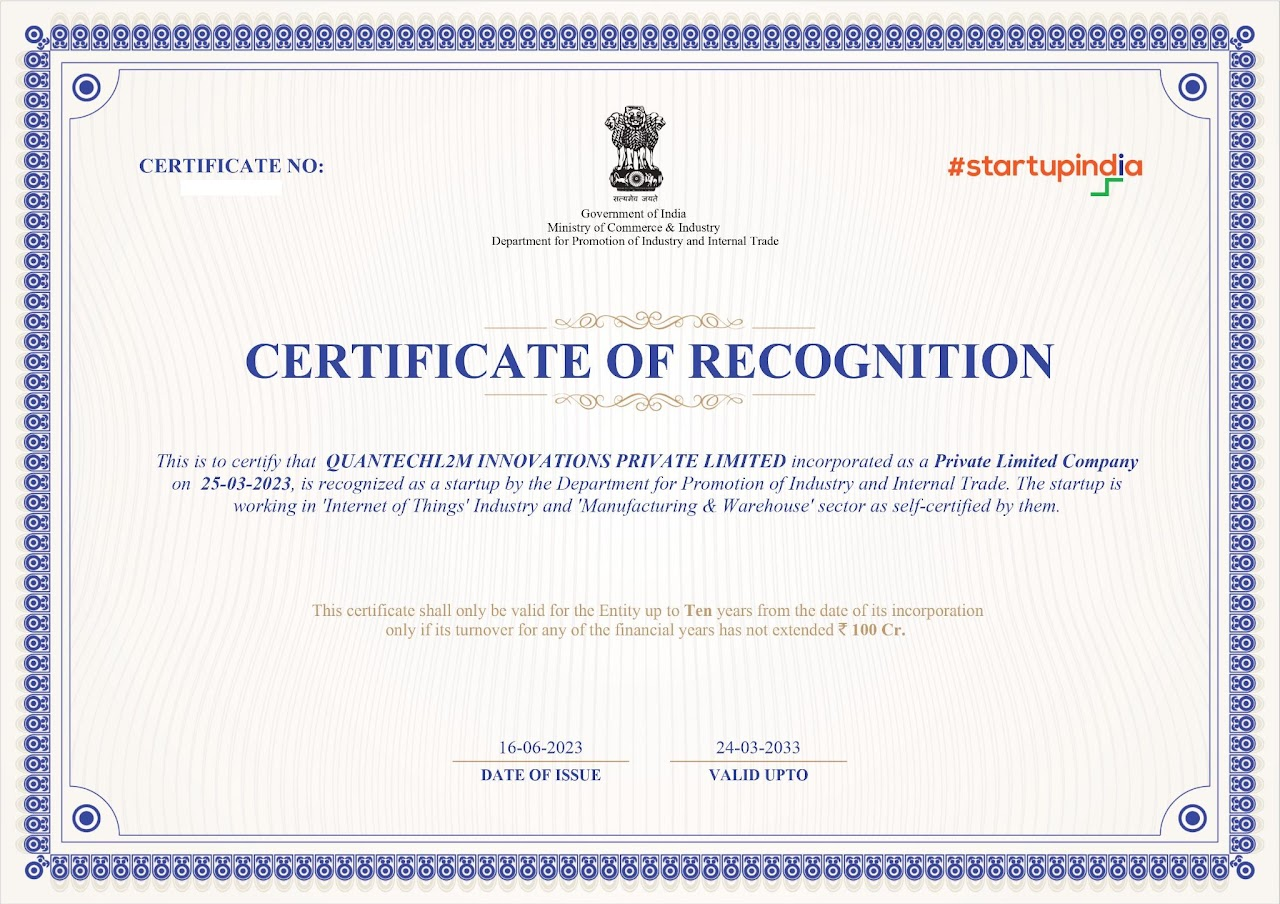 CERTIFICATE NO:
#startupindia
सत्यमेव जयते
Government of India
Ministry of Commerce & Industry
Department for Promotion of Industry and Internal Trade
CERTIFICATE OF RECOGNITION
This is to certify that QUANTECHL2M INNOVATIONS PRIVATE LIMITED incorporated as a Private Limited Company
on 25-03-2023, is recognized as a startup by the Department for Promotion of Industry and Internal Trade. The startup is
working in 'Internet of Things' Industry and 'Manufacturing & Warehouse' sector as self-certified by them.
This certificate shall only be valid for the Entity up to Ten years from the date of its incorporation
only if its turnover for any of the financial years has not extended ₹ 100 Cr.
16-06-2023
DATE OF ISSUE
24-03-2033
VALID UPTO